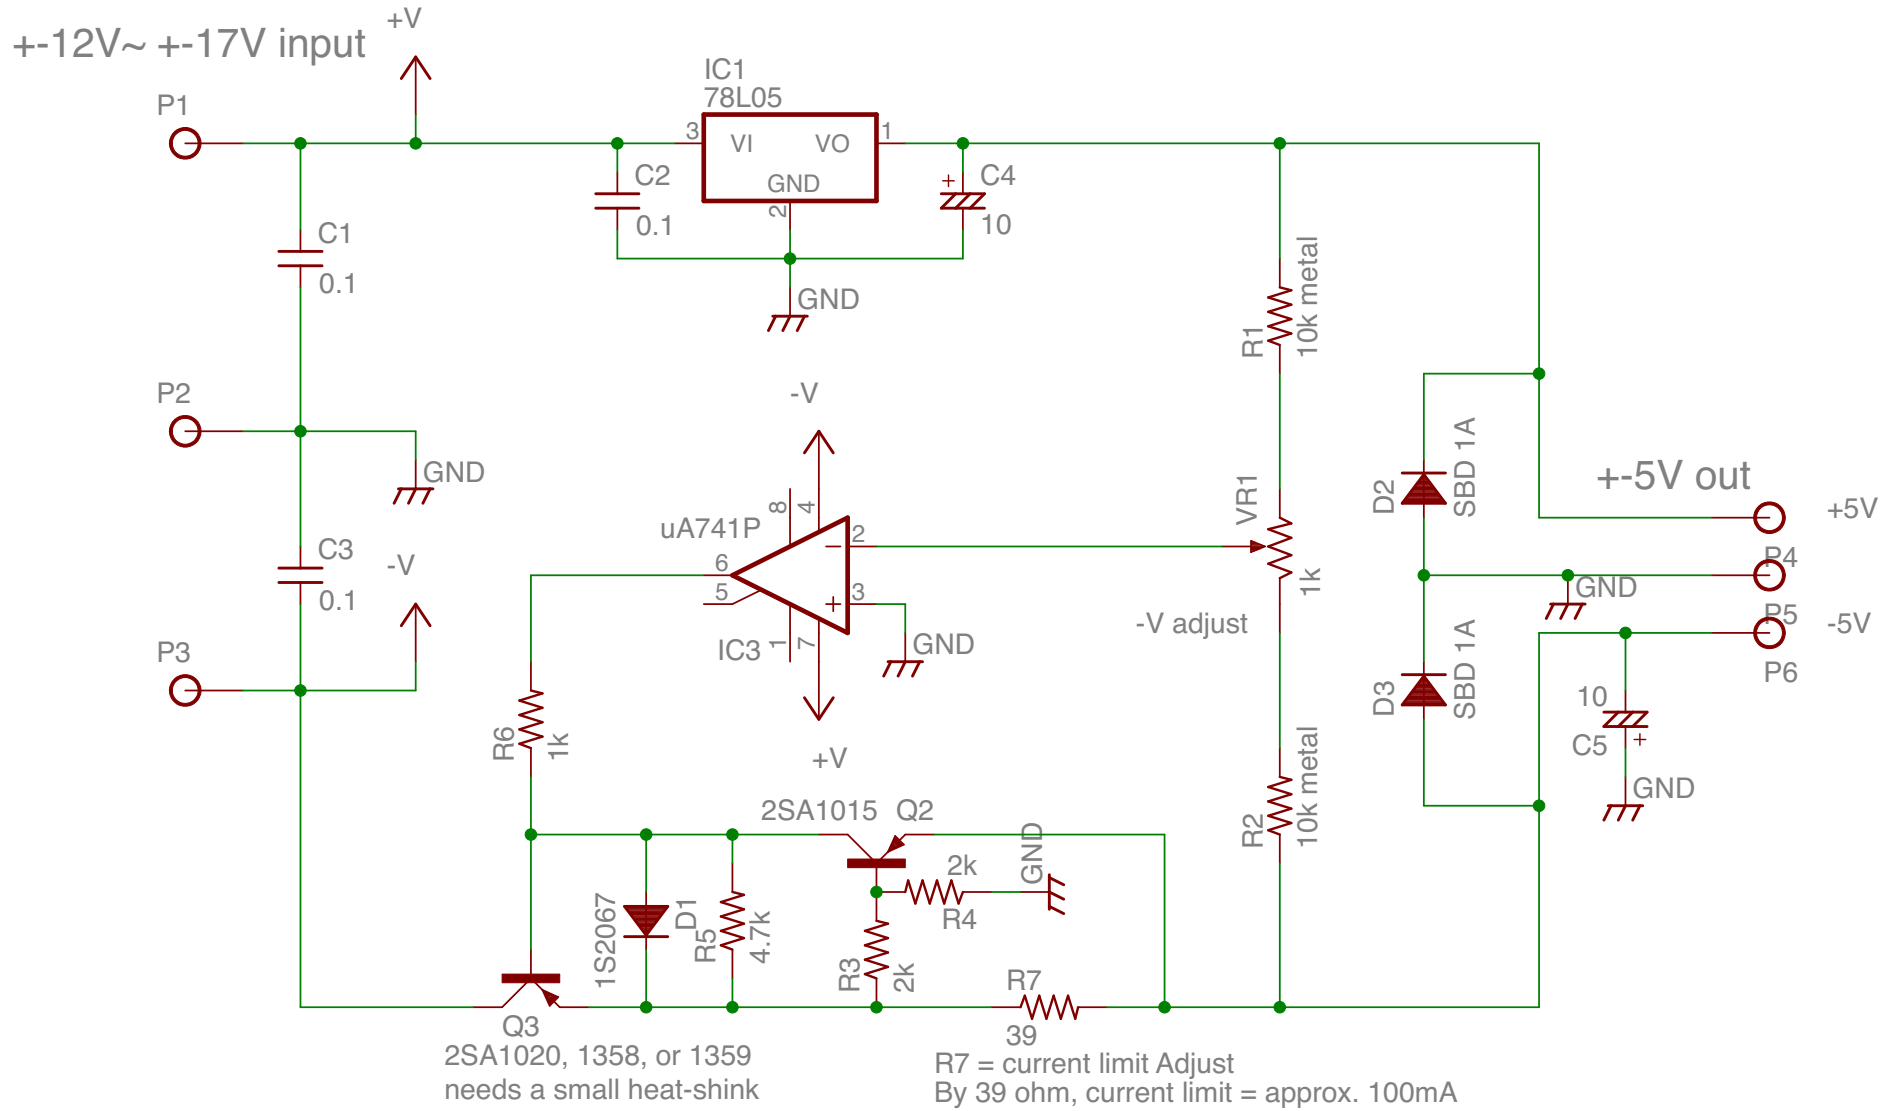 +-12V~ +-17V input
+V
P1
IC1
78L05
3
VI
VO
1
GND
2
C2
0.1
+
C4
10
C1
0.1
GND
R1
10k metal
P2
GND
-V
D2
SBD 1A
+-5V out
+5V
P4
VR1
1k
uA741P
8
4
2
6
5
3
IC3
1
7
-V adjust
GND
GND
P5
-5V
P6
C3
0.1
-V
P3
R6
1k
+V
D3
SBD 1A
10
C5
+
GND
2SA1015
Q2
R2
10k metal
GND
2k
R4
1S2067
D1
R5
4.7k
R3
2k
R7
39
Q3
2SA1020, 1358, or 1359
needs a small heat-shink
R7 = current limit Adjust
By 39 ohm, current limit = approx. 100mA